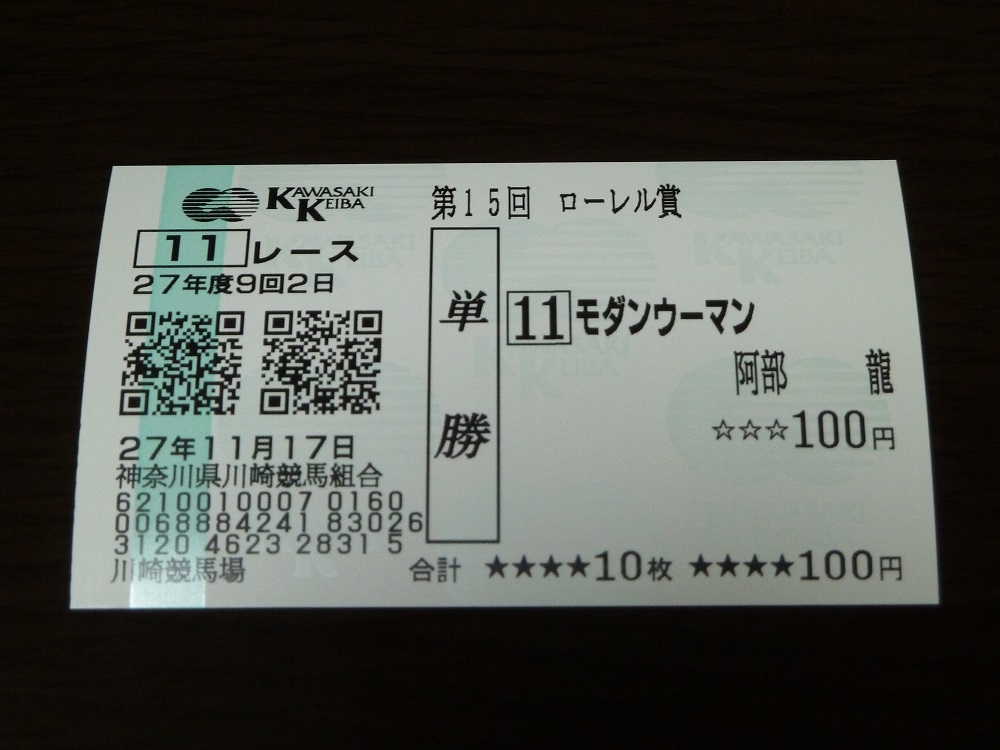 KAWASAKI KEIBA
第15回 ローレル賞
11レース
27年度9回2日
単勝
11モダンウーマン
阿部 龍
☆☆☆100円
27年11月17日
神奈川県川崎競馬組合
6210010007 0160
0068884241 83026
3120 4623 2831 5
川崎競馬場
合計 ★★★★10枚 ★★★★100円